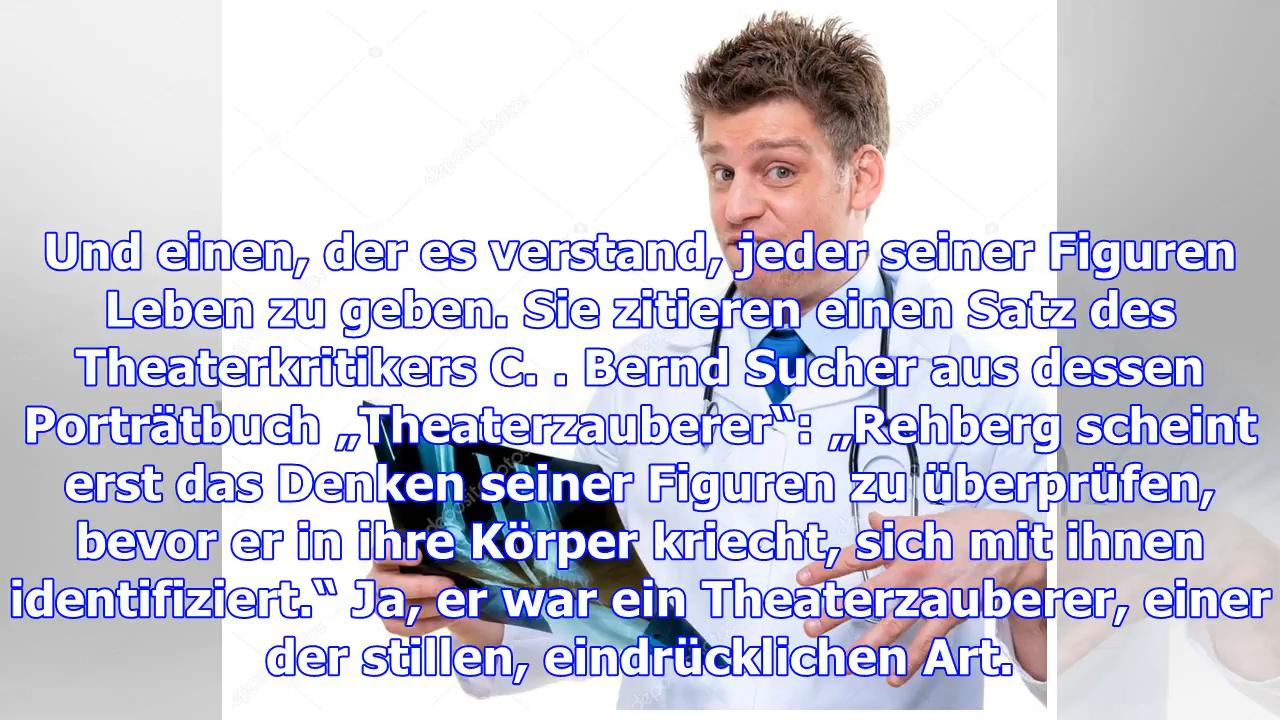 Und einen, der es verstand, jeder seiner Figuren
Leben zu geben. Sie zitieren einen Satz des
Theaterkritikers C. . Bernd Sucher aus dessen
Porträtbuch „Theaterzauberer“: „Rehberg scheint
erst das Denken seiner Figuren zu überprüfen,
bevor er in ihre Körper kriecht, sich mit ihnen
identifiziert.“ Ja, er war ein Theaterzauberer, einer
der stillen, eindrücklichen Art.